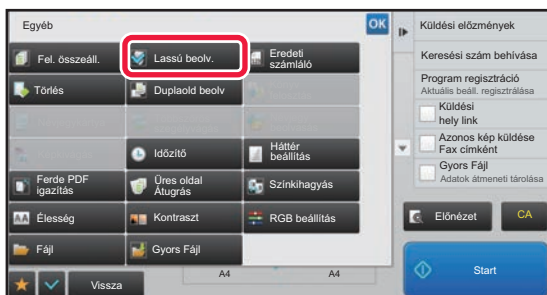 Egyéb
OK
Fel. összeáll.
Lassú beolv.
Eredeti
számláló
Törlés
Duplaold beolv
Időzítő
Háttér
beállítás
Ferde PDF
igazítás
Üres oldal
Átugrás
Színkihagyás
Élesség
Kontraszt
RGB beállítás
Fájl
Gyors Fájl
Vissza
A4
A4
Küldési előzmények
Keresési szám behívása
Program regisztráció
Aktuális beáll. regisztrálása
Küldési
hely link
Azonos kép küldése
Fax címként
Gyors Fájl
Adatok átmeneti tárolása
Előnézet
CA
Start